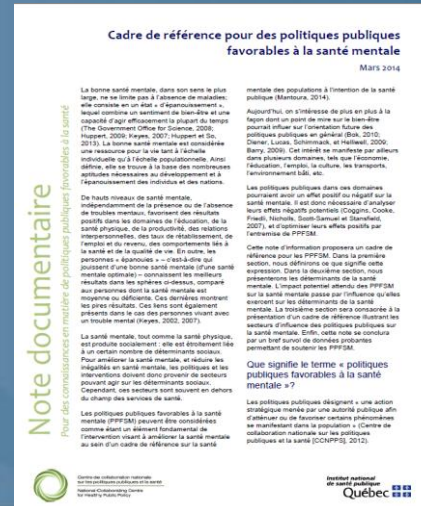 Cadre de référence pour des politiques publiques
favorables à la santé mentale
Mars 2014
Note documentaire
Pour des connaissances en matière de politiques publiques favorables à la santé
La bonne santé mentale, dans son sens le plus
large, ne se limite pas à l'absence de maladies;
elle consiste en un état « d'épanouissement »,
lequel combine un sentiment de bien-être et une
capacité d'agir efficacement la plupart du temps
(The Government Office for Science, 2008;
Huppert, 2009; Keyes, 2007; Huppert et So,
2013). La bonne santé mentale est considérée
une ressource pour la vie tant à l'échelle
individuelle qu'à l'échelle populationnelle. Ainsi
définie, elle se trouve à la base des nombreuses
aptitudes nécessaires au développement et à
l'épanouissement des individus et des nations.
De hauts niveaux de santé mentale,
indépendamment de la présence ou de l'absence
de troubles mentaux, favorisent des résultats
positifs dans les domaines de l'éducation, de la
santé physique, de la productivité, des relations
interpersonnelles, des taux de rétablissement, de
l'emploi et du revenu, des comportements liés à
la santé et de la qualité de vie. En outre, les
personnes « épanouies » – c'est-à-dire qui
jouissent d'une bonne santé mentale (d'une santé
mentale optimale) – connaissent les meilleurs
résultats dans les sphères ci-dessus, comparé
aux personnes dont la santé mentale est
moyenne ou déficiente. Ces dernières montrent
les pires résultats. Ces liens sont également
présents dans le cas des personnes vivant avec
un trouble mental (Keyes, 2002, 2007).
La santé mentale, tout comme la santé physique,
est produite socialement : elle est étroitement liée
à un certain nombre de déterminants sociaux.
Pour améliorer la santé mentale, et réduire les
inégalités en santé mentale, les politiques et les
interventions doivent donc provenir de secteurs
pouvant agir sur les déterminants sociaux.
Cependant, ces secteurs sont souvent en dehors
du champ des services de santé.
Les politiques publiques favorables à la santé
mentale (PPFSM) peuvent être considérées
comme étant un élément fondamental de
l'intervention visant à améliorer la santé mentale
au sein d'un cadre de référence sur la santé
mentale des populations à l'intention de la santé
publique (Mantoura, 2014).
Aujourd'hui, on s'intéresse de plus en plus à la
façon dont un point de mire sur le bien-être
pourrait influer sur l'orientation future des
politiques publiques en général (Bok, 2010;
Diener, Lucas, Schimmack, et Helliwell, 2009;
Barry, 2009). Cet intérêt se manifeste par ailleurs
dans plusieurs domaines, tels que l'économie,
l'éducation, l'emploi, la culture, les transports,
l'environnement bâti, etc.
Les politiques publiques dans ces domaines
pourraient avoir un effet positif ou négatif sur la
santé mentale. Il est donc nécessaire d'analyser
leurs effets négatifs potentiels (Coggins, Cooke,
Friedli, Nicholls, Scott-Samuel et Stansfield,
2007), et d'optimiser leurs effets positifs par
l'entremise de PPFSM.
Cette note d'information proposera un cadre de
référence pour les PPFSM. Dans la première
section, nous définirons ce que signifie cette
expression. Dans la deuxième section, nous
présenterons les déterminants de la santé
mentale. L'impact potentiel attendu des PPFSM
sur la santé mentale passe par l'influence qu'elles
exercent sur les déterminants de la santé
mentale. La troisième section sera consacrée à la
présentation d'un cadre de référence illustrant les
secteurs d'influence des politiques publiques sur
la santé mentale. Enfin, cette note se conclura
par un bref survol de données probantes
permettant de soutenir les PPFSM.
Que signifie le terme « politiques
publiques favorables à la santé
mentale »?
Les politiques publiques désignent « une action
stratégique menée par une autorité publique afin
d'atténuer ou de favoriser certains phénomènes
se manifestant dans la population » (Centre de
collaboration nationale sur les politiques
publiques et la santé [CCNPPS], 2012).
Centre de collaboration nationale
sur les politiques publiques et la santé
National Collaborating Centre
for Healthy Public Policy
Institut national
de santé publique
Québec